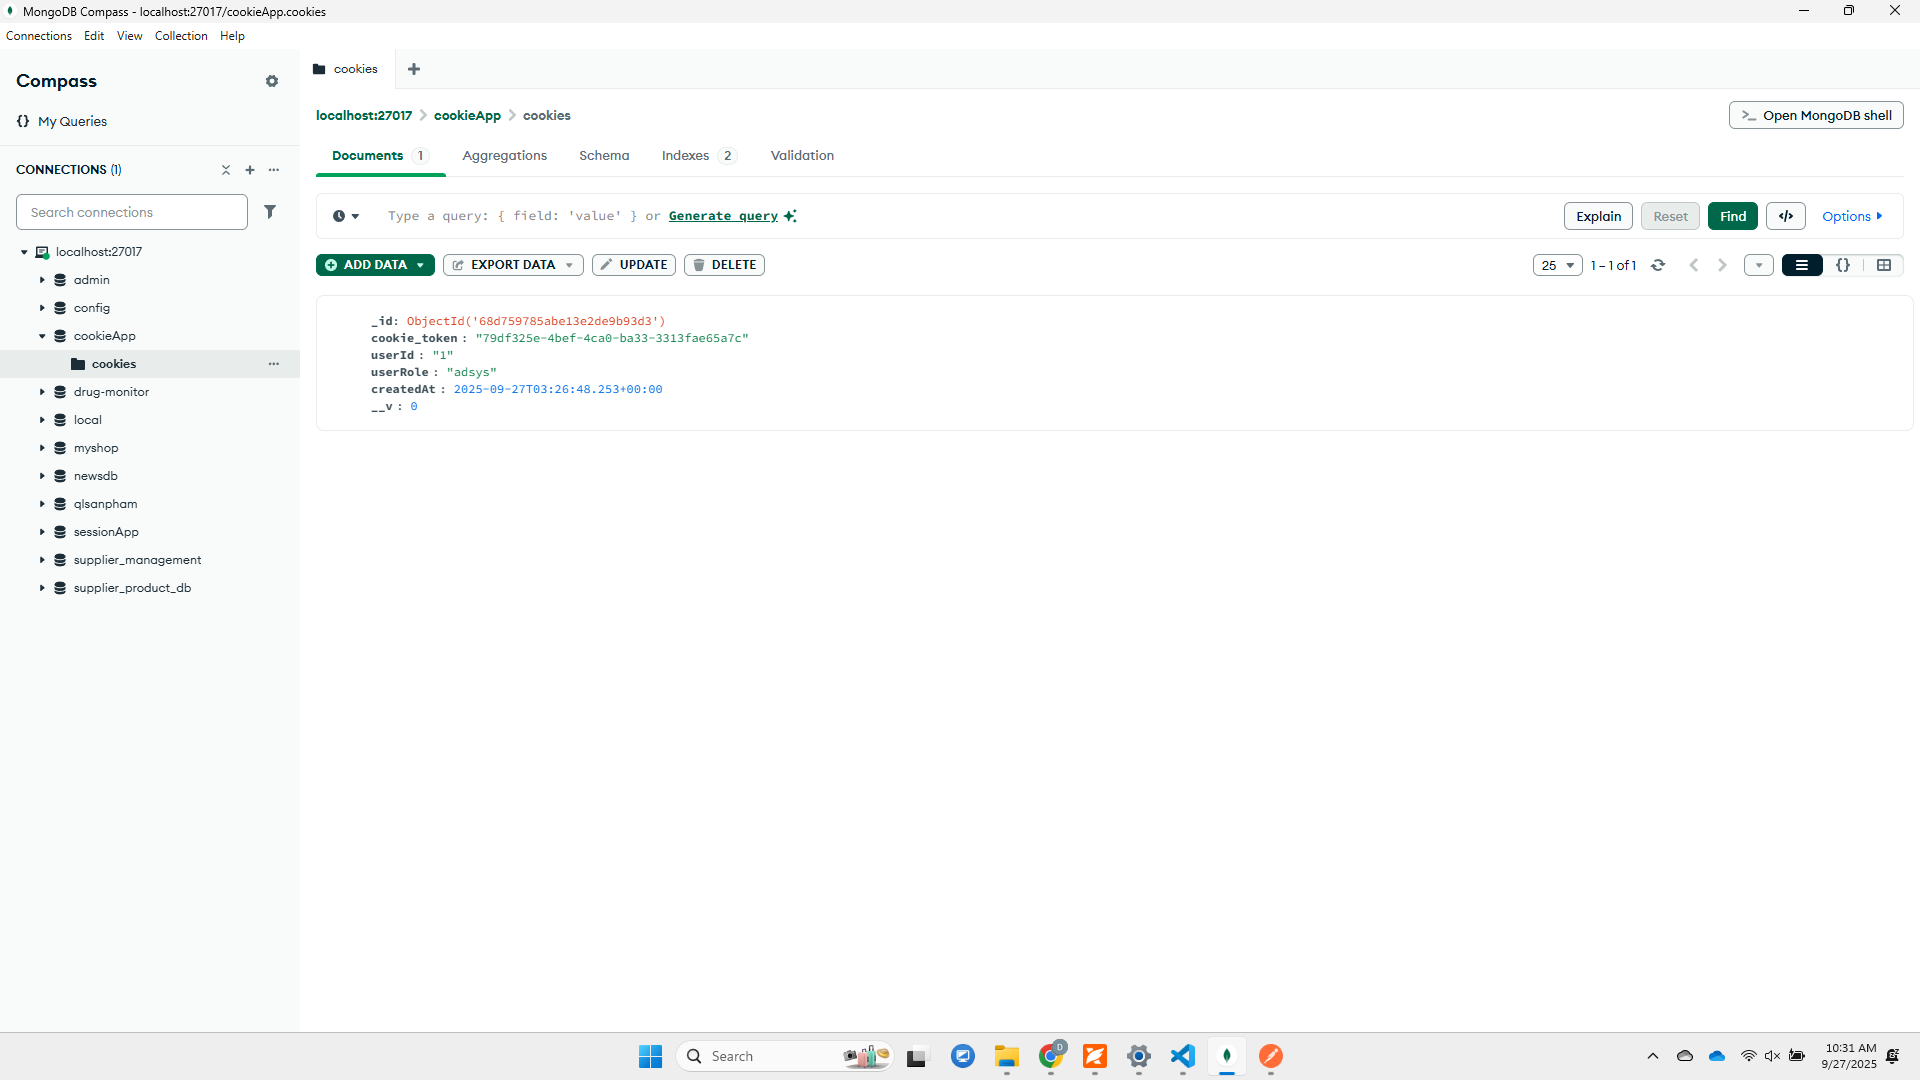 MongoDB Compass - localhost:27017/cookieApp.cookies
Connections Edit View Collection Help
Compass
{} My Queries
CONNECTIONS (1)
Search connections
localhost:27017
admin
config
cookieApp
cookies
drug-monitor
local
myshop
newsdb
qlsanpham
sessionApp
supplier_management
supplier_product_db
cookies
localhost:27017 > cookieApp > cookies
>_ Open MongoDB shell
Documents 1 Aggregations Schema Indexes 2 Validation
Type a query: { field: 'value' } or Generate query
Explain Reset Find </> Options
ADD DATA EXPORT DATA UPDATE DELETE
25 1 – 1 of 1 {}
_id: ObjectId('68d759785abe13e2de9b93d3')
cookie_token : "79df325e-4bef-4ca0-ba33-3313fae65a7c"
userId : "1"
userRole : "adsys"
createdAt : 2025-09-27T03:26:48.253+00:00
__v : 0
Search
D
10:31 AM
9/27/2025